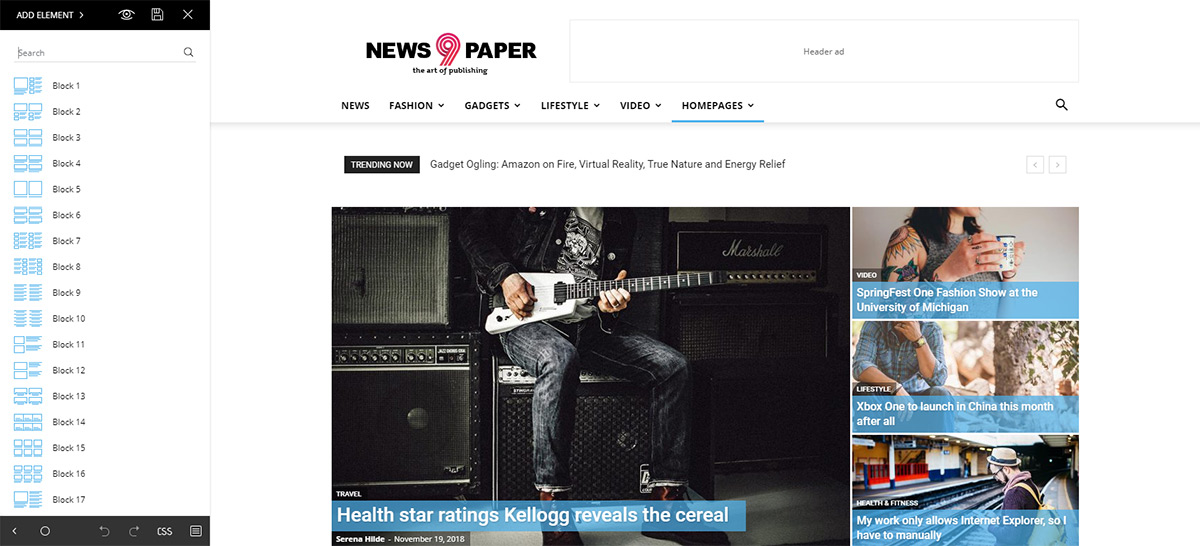 ADD ELEMENT
Search
Block 1
Block 2
Block 3
Block 4
Block 5
Block 6
Block 7
Block 8
Block 9
Block 10
Block 11
Block 12
Block 13
Block 14
Block 15
Block 16
Block 17
CSS
NEWS 9 PAPER
the art of publishing
Header ad
NEWS FASHION GADGETS LIFESTYLE VIDEO HOMEPAGES
TRENDING NOW Gadget Ogling: Amazon on Fire, Virtual Reality, True Nature and Energy Relief
Marshall
JAZZ CHORUS-120A
TRAVEL
Health star ratings Kellogg reveals the cereal
Serena Hilde - November 19, 2018
VIDEO
SpringFest One Fashion Show at the
University of Michigan
LIFESTYLE
Xbox One to launch in China this month
after all
HEALTH & FITNESS
My work only allows Internet Explorer, so I
have to manually